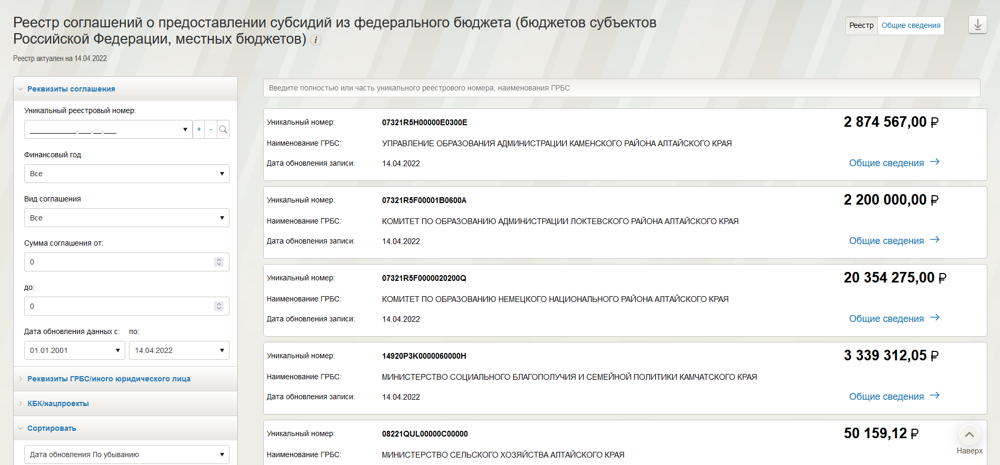 Реестр соглашений о предоставлении субсидий из федерального бюджета (бюджетов субъектов
Российской Федерации, местных бюджетов) i
Реестр актуален на 14.04.2022
Реестр Общие сведения
Реквизиты соглашения
Уникальный реестровый номер:
___________.___.__.___ + -
Финансовый год
Все
Вид соглашения
Все
Сумма соглашения от:
0
до:
0
Дата обновления данных с: по:
01.01.2001 14.04.2022
Реквизиты ГРБС/иного юридического лица
КБК/нацпроекты
Сортировать
Дата обновления По убыванию
Введите полностью или часть уникального реестрового номера, наименования ГРБС
Уникальный номер: 07321R5H00000E0300E 2 874 567,00 ₽
Наименование ГРБС: УПРАВЛЕНИЕ ОБРАЗОВАНИЯ АДМИНИСТРАЦИИ КАМЕНСКОГО РАЙОНА АЛТАЙСКОГО КРАЯ
Дата обновления записи: 14.04.2022 Общие сведения →
Уникальный номер: 07321R5F00001B0600A 2 200 000,00 ₽
Наименование ГРБС: КОМИТЕТ ПО ОБРАЗОВАНИЮ АДМИНИСТРАЦИИ ЛОКТЕВСКОГО РАЙОНА АЛТАЙСКОГО КРАЯ
Дата обновления записи: 14.04.2022 Общие сведения →
Уникальный номер: 07321R5F0000020200Q 20 354 275,00 ₽
Наименование ГРБС: КОМИТЕТ ПО ОБРАЗОВАНИЮ НЕМЕЦКОГО НАЦИОНАЛЬНОГО РАЙОНА АЛТАЙСКОГО КРАЯ
Дата обновления записи: 14.04.2022 Общие сведения →
Уникальный номер: 14920P3K0000060000H 3 339 312,05 ₽
Наименование ГРБС: МИНИСТЕРСТВО СОЦИАЛЬНОГО БЛАГОПОЛУЧИЯ И СЕМЕЙНОЙ ПОЛИТИКИ КАМЧАТСКОГО КРАЯ
Дата обновления записи: 14.04.2022 Общие сведения →
Уникальный номер: 08221QUL00000C00000 50 159,12 ₽
Наименование ГРБС: МИНИСТЕРСТВО СЕЛЬСКОГО ХОЗЯЙСТВА АЛТАЙСКОГО КРАЯ
Наверх